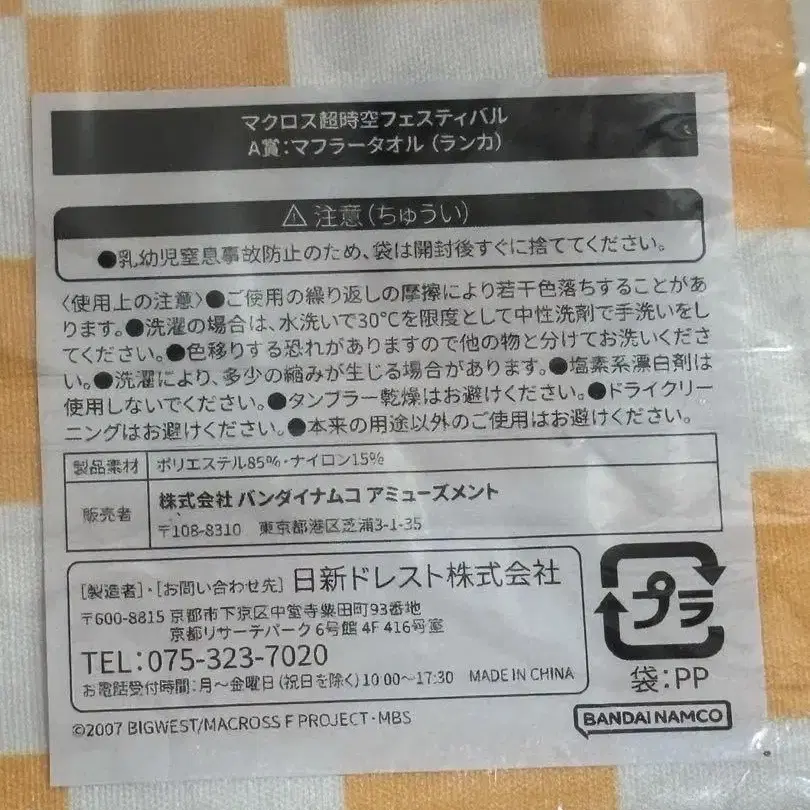 マクロス超時空フェスティバル
A賞:マフラータオル(ランカ)
⚠注意(ちゅうい)
●乳幼児窒息事故防止のため、袋は開封後すぐに捨ててください。
〈使用上の注意〉●ご使用の繰り返しの摩擦により若干色落ちすることがあ
ります。●洗濯の場合は、水洗いで30℃を限度として中性洗剤で手洗いをし
てください。●色移りする恐れがありますので他の物と分けてお洗いくださ
い。●洗濯により、多少の縮みが生じる場合があります。●塩素系漂白剤は
使用しないでください。●タンブラー乾燥はお避けください。●ドライクリー
ニングはお避けください。●本来の用途以外のご使用はお避けください。
製品素材 ポリエステル85%・ナイロン15%
販売者 株式会社 バンダイナムコ アミューズメント
〒108-8310 東京都港区芝浦3-1-35
[製造者]・[お問い合わせ先] 日新ドレスト株式会社
〒600-8815 京都市下京区中堂寺粟田町93番地
京都リサーチパーク 6号館 4F 416号室
TEL:075-323-7020
お電話受付時間:月〜金曜日(祝日を除く)10:00〜17:30 MADE IN CHINA
プラ
袋:PP
©2007 BIGWEST/MACROSS F PROJECT・MBS
BANDAI NAMCO